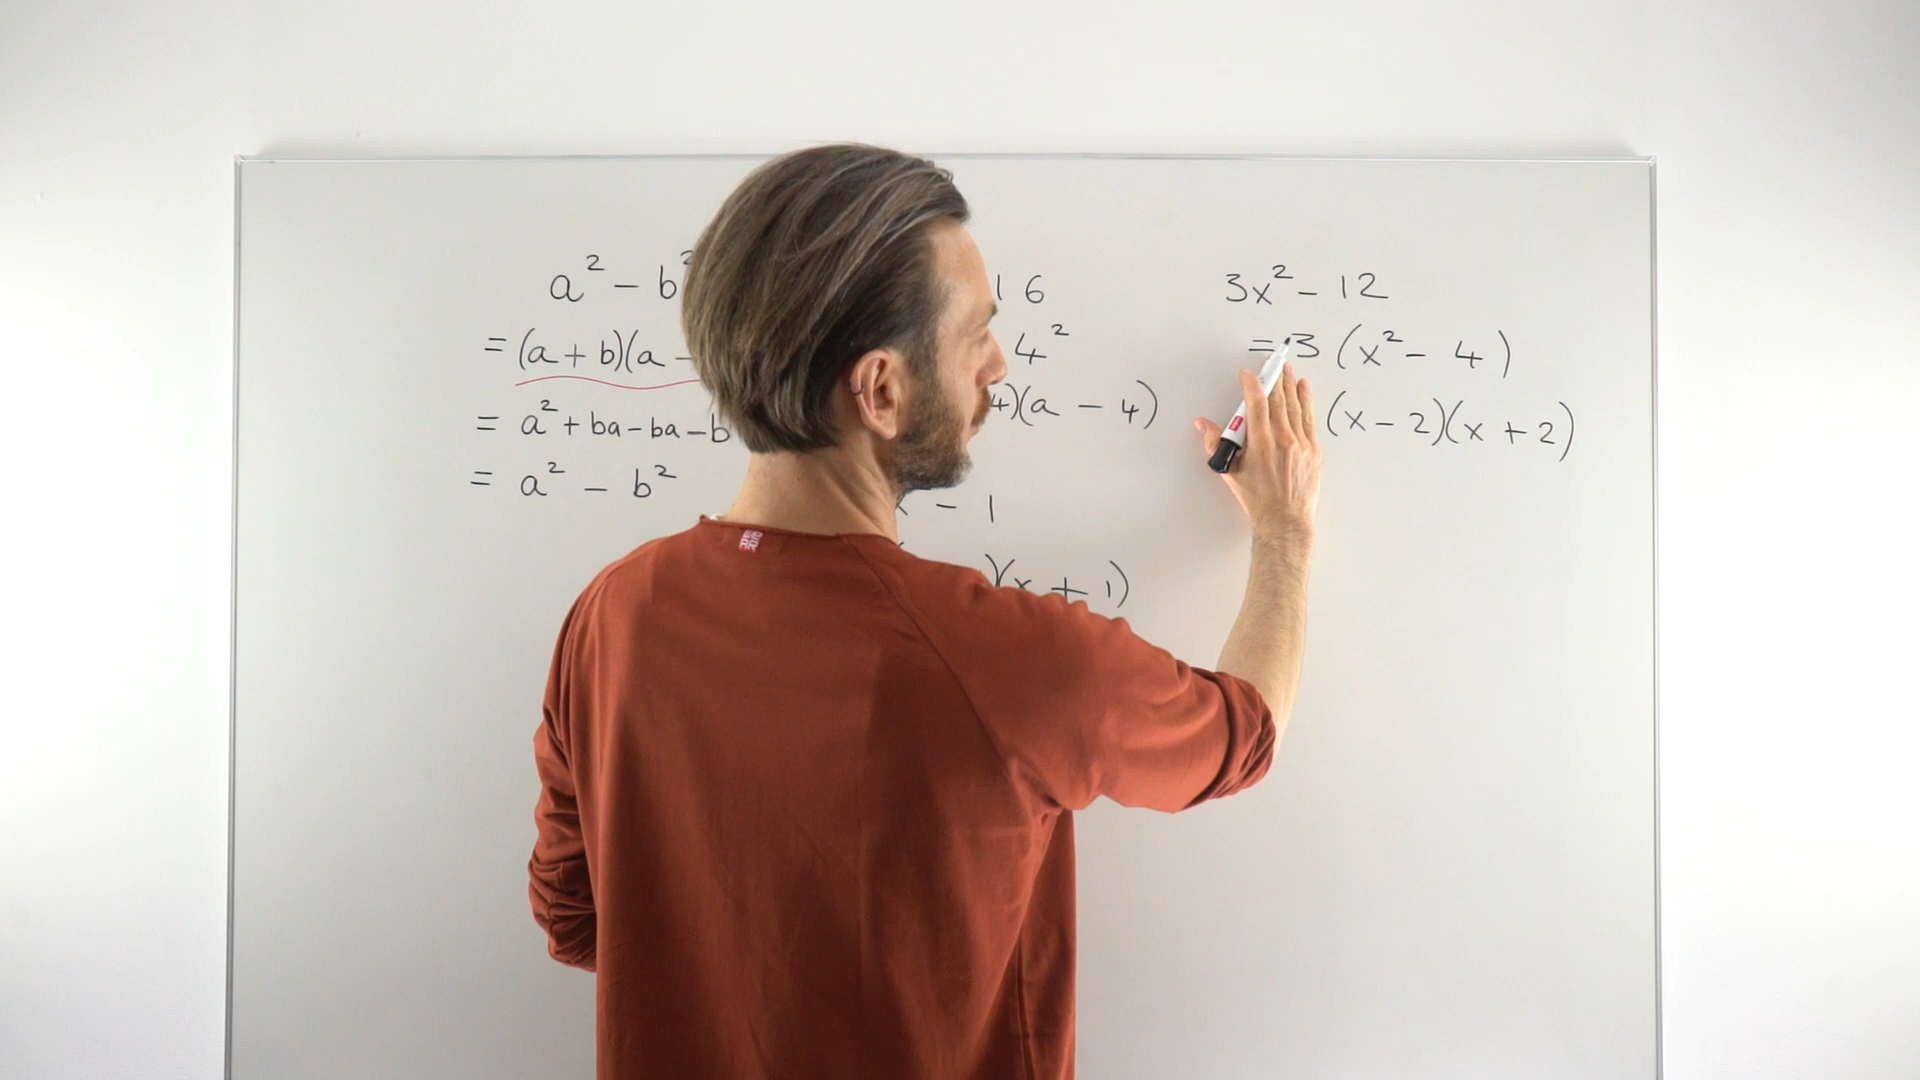 a² - b²
= (a + b)(a -
= a² + ba - ba - b
= a² - b²
16
4²
4)(a - 4)
x - 1
)(x + 1)
3x² - 12
= 3 (x² - 4)
(x - 2)(x + 2)